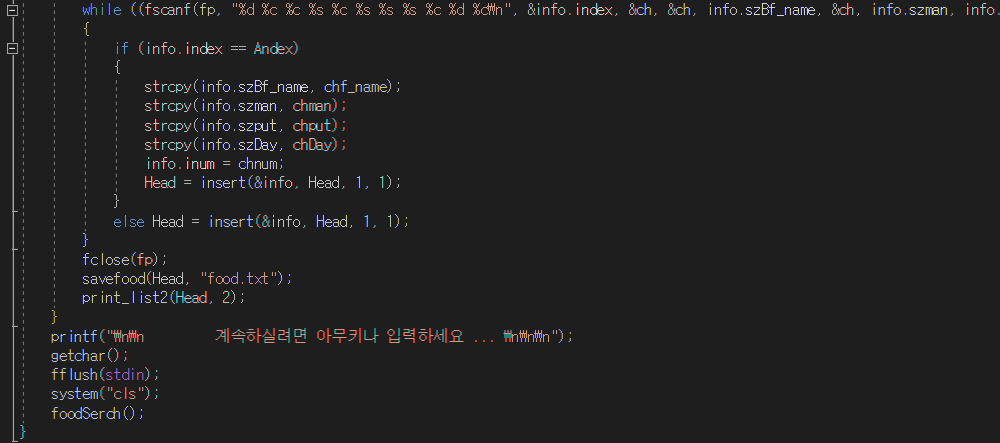 while ((fscanf(fp, "%d %c %c %s %c %s %s %s %c %d %c₩n", &info.index, &ch, &ch, info.szBf_name, &ch, info.szman, info.
{
if (info.index == Andex)
{
strcpy(info.szBf_name, chf_name);
strcpy(info.szman, chman);
strcpy(info.szput, chput);
strcpy(info.szDay, chDay);
info.inum = chnum;
Head = insert(&info, Head, 1, 1);
}
else Head = insert(&info, Head, 1, 1);
}
fclose(fp);
savefood(Head, "food.txt");
print_list2(Head, 2);
}
printf("₩n₩n 계속하실려면 아무키나 입력하세요 ... ₩n₩n₩n");
getchar();
fflush(stdin);
system("cls");
foodSerch();
}